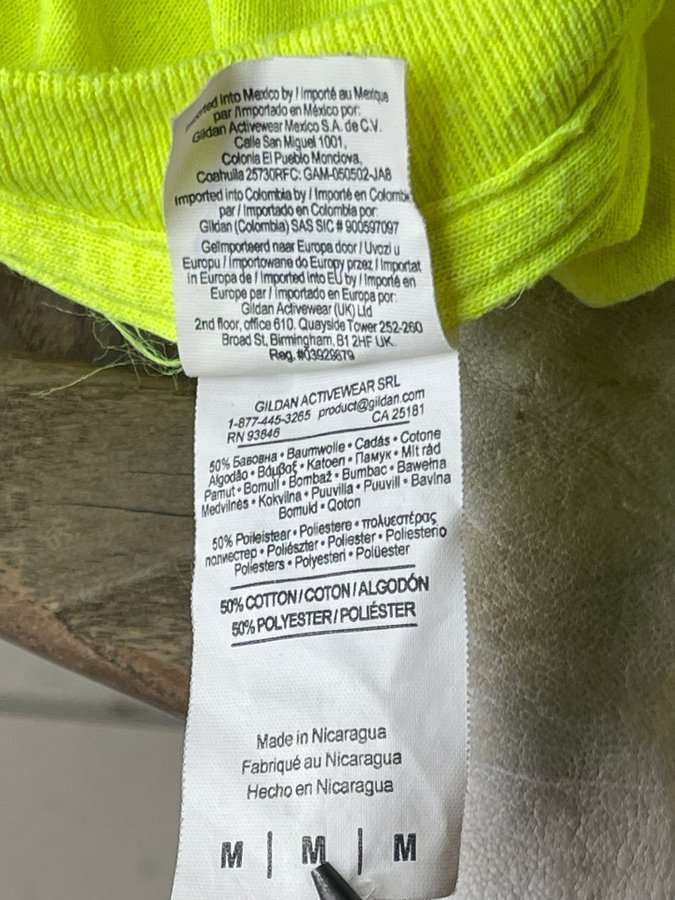 Imported into Mexico by / Importé au Mexique
par / Importado en México por:
Gildan Activewear Mexico S.A. de C.V.
Calle San Miguel 1001,
Colonia El Pueblo Monclova,
Coahuila 25730RFC: GAM-050502-JA8
Imported into Colombia by / Importé en Colombie
par / Importado en Colombia por:
Gildan (Colombia) SAS SIC # 900597097
Geïmporteerd naar Europa door / Uvozi u
Europu / Importowane do Europy przez / Importat
in Europa de / Imported into EU by / Importé en
Europe par / Importado en Europa por:
Gildan Activewear (UK) Ltd
2nd floor, office 610. Quayside Tower 252-260
Broad St, Birmingham, B1 2HF UK.
Reg. #03929879
GILDAN ACTIVEWEAR SRL
1-877-445-3265 product@gildan.com
RN 93846 CA 25181
50% Бавовна • Baumwolle • Cadás • Cotone
Algodão • Βάμβαξ • Katoen • Памук • Mit rád
Pamut • Bomull • Bombaž • Bumbac • Bawełna
Medvilnės • Kokvilna • Puuvilla • Puuvill • Bavlna
Bomuld • Qoton
50% Poileistear • Poliestere • πολυεστέρας
полиестер • Poliészter • Poliester • Poliesterio
Poliesters • Polyesteri • Polüester
50% COTTON / COTON / ALGODÓN
50% POLYESTER / POLIÉSTER
Made in Nicaragua
Fabriqué au Nicaragua
Hecho en Nicaragua
M | M | M